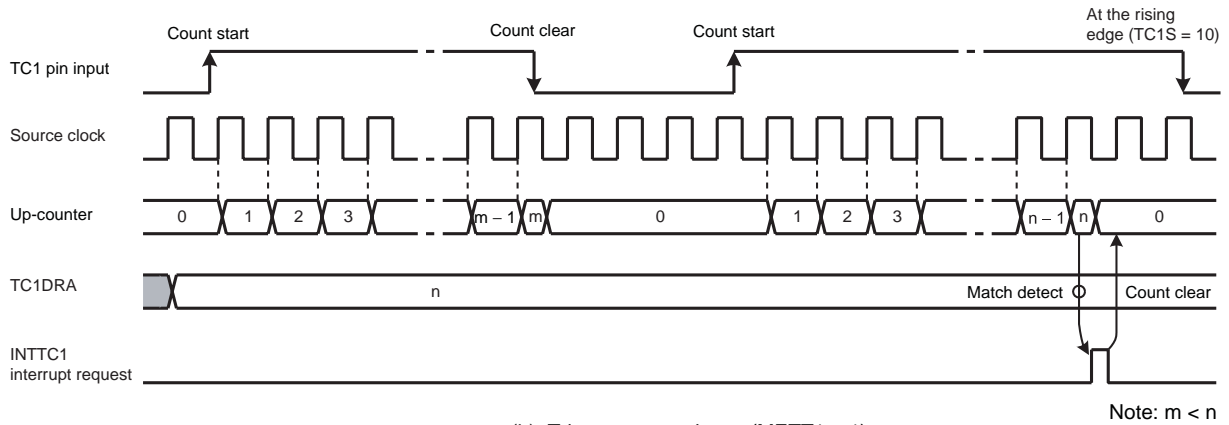 Count start
Count clear
Count start
At the rising
edge (TC1S = 10)
TC1 pin input
Source clock
Up-counter
0 1 2 3 m − 1 m 0 1 2 3 n − 1 n 0
TC1DRA
n
Match detect
Count clear
INTTC1
interrupt request
Note: m < n